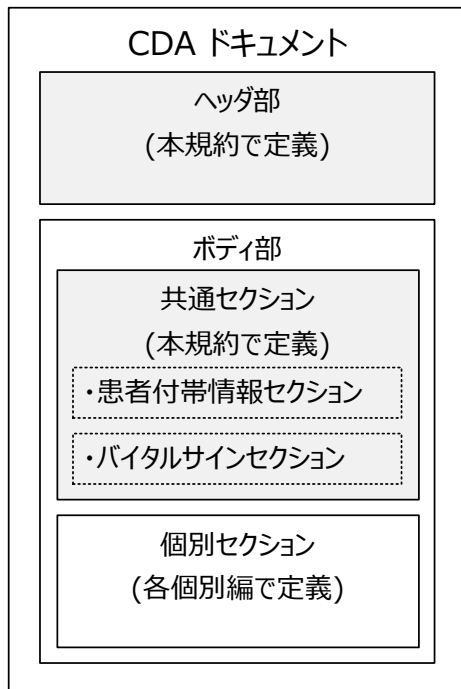 CDA ドキュメント
ヘッダ部
(本規約で定義)
ボディ部
共通セクション
(本規約で定義)
・患者付帯情報セクション
・バイタルサインセクション
個別セクション
(各個別編で定義)